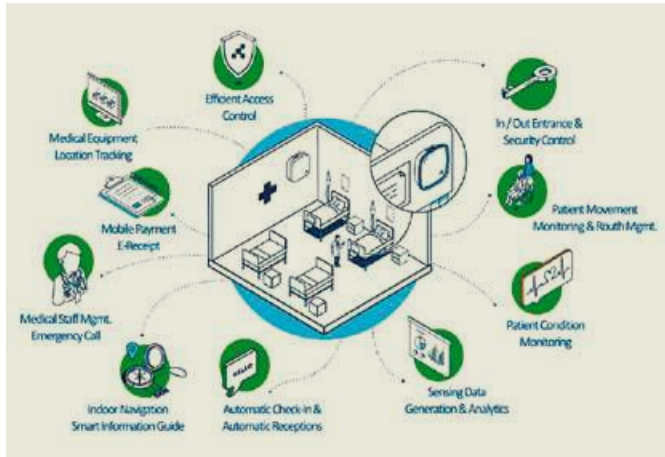 Efficient Access
Control
In / Out Entrance &
Security Control
Medical Equipment
Location Tracking
Mobile Payment
E-Receipt
Patient Movement
Monitoring & Routh Mgmt.
Medical Staff Mgmt.
Emergency Call
Patient Condition
Monitoring
Indoor Navigation
Smart Information Guide
HELLO
Automatic Check-In &
Automatic Receptions
Sensing Data
Generation & Analytics